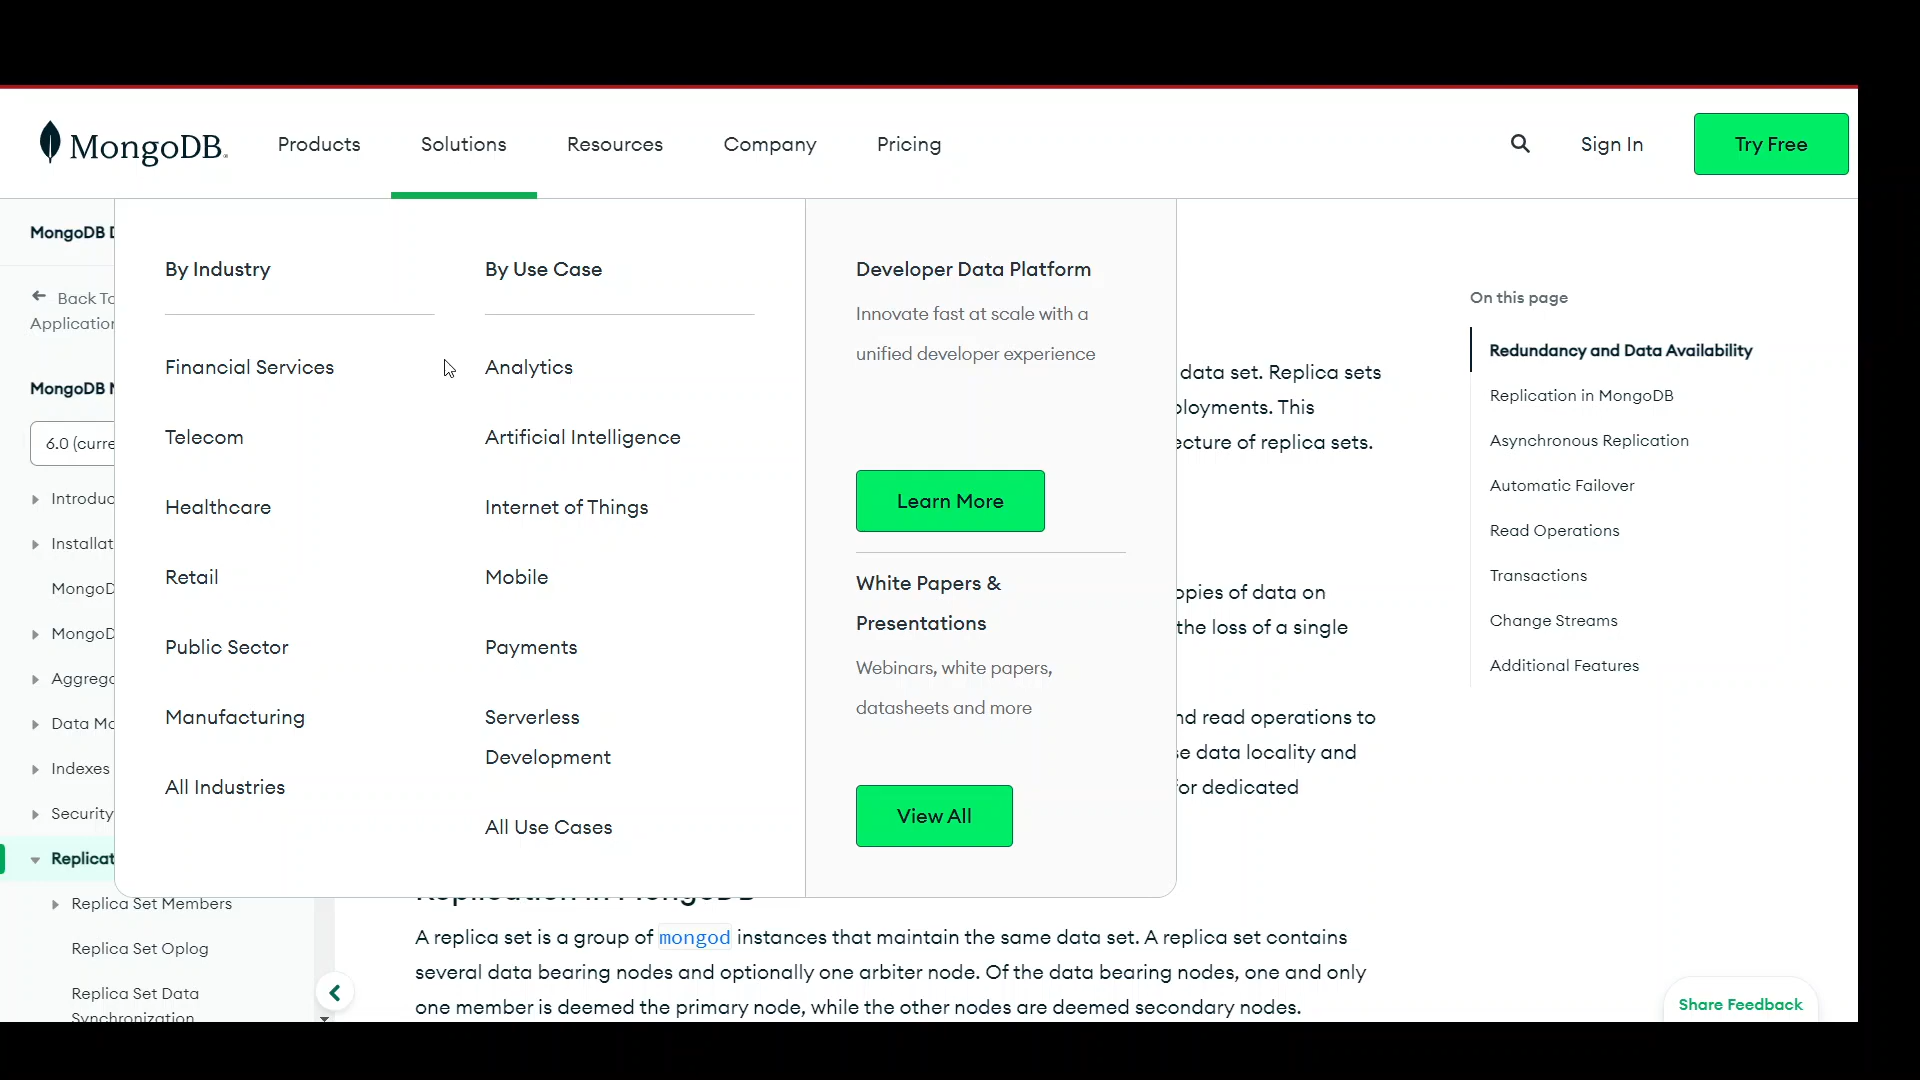 MongoDB.
Products
Solutions
Resources
Company
Pricing
Sign In
Try Free
MongoDB
Back To
Application
MongoDB
6.0 (curre
Introduc
Installat
MongoD
MongoD
Aggrega
Data Mo
Indexes
Security
Replicat
Replica Set Members
Replica Set Oplog
Replica Set Data
Synchronization
By Industry
Financial Services
Telecom
Healthcare
Retail
Public Sector
Manufacturing
All Industries
By Use Case
Analytics
Artificial Intelligence
Internet of Things
Mobile
Payments
Serverless
Development
All Use Cases
Developer Data Platform
Innovate fast at scale with a
unified developer experience
Learn More
White Papers &
Presentations
Webinars, white papers,
datasheets and more
View All
data set. Replica sets
ployments. This
ecture of replica sets.
opies of data on
the loss of a single
nd read operations to
se data locality and
for dedicated
Replication in MongoDB
A replica set is a group of mongod instances that maintain the same data set. A replica set contains
several data bearing nodes and optionally one arbiter node. Of the data bearing nodes, one and only
one member is deemed the primary node, while the other nodes are deemed secondary nodes.
On this page
Redundancy and Data Availability
Replication in MongoDB
Asynchronous Replication
Automatic Failover
Read Operations
Transactions
Change Streams
Additional Features
Share Feedback